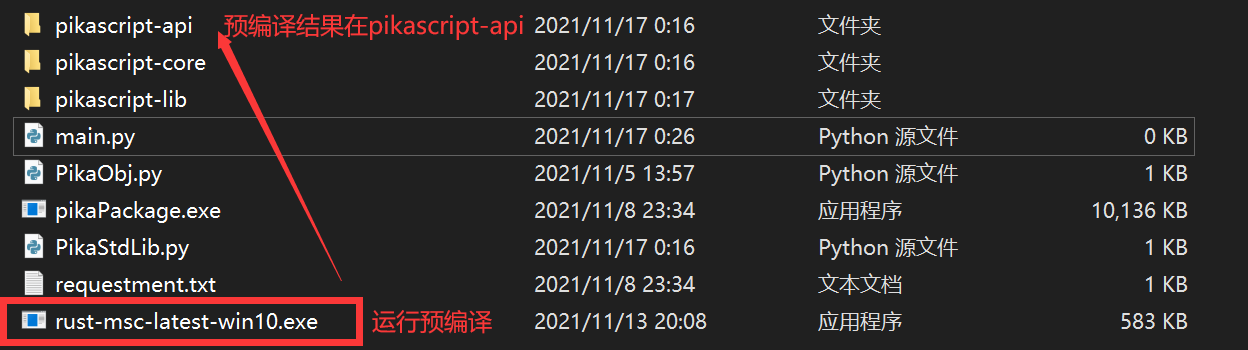 pikascript-api 预编译结果在pikascript-api 2021/11/17 0:16 文件夹
pikascript-core 2021/11/17 0:16 文件夹
pikascript-lib 2021/11/17 0:17 文件夹
main.py 2021/11/17 0:26 Python 源文件 0 KB
PikaObj.py 2021/11/5 13:57 Python 源文件 1 KB
pikaPackage.exe 2021/11/8 23:34 应用程序 10,136 KB
PikaStdLib.py 2021/11/17 0:16 Python 源文件 1 KB
requestment.txt 2021/11/8 23:34 文本文档 1 KB
rust-msc-latest-win10.exe 运行预编译 2021/11/13 20:08 应用程序 583 KB